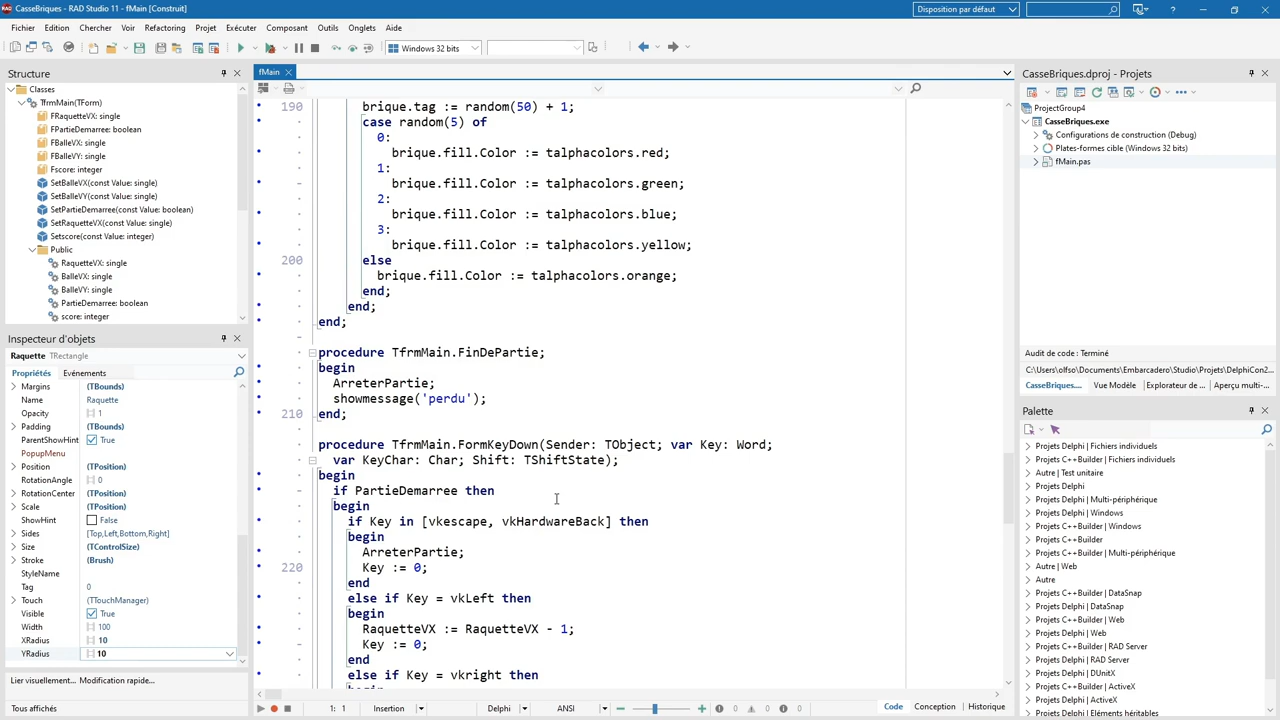 CasseBriques - RAD Studio 11 - fMain [Construit]
Disposition par défaut
Fichier Edition Chercher Voir Refactoring Projet Exécuter Composant Outils Onglets Aide
Windows 32 bits
Structure
Classes
TfrmMain(TForm)
FRaquetteVX: single
FPartieDemarree: boolean
FBalleVX: single
FBalleVY: single
Fscore: integer
SetBalleVX(const Value: single)
SetBalleVY(const Value: single)
SetPartieDemarree(const Value: boolean)
SetRaquetteVX(const Value: single)
Setscore(const Value: integer)
Public
RaquetteVX: single
BalleVX: single
BalleVY: single
PartieDemarree: boolean
score: integer
Inspecteur d'objets
Raquette TRectangle
Propriétés Evénements
Margins (TBounds)
Name Raquette
Opacity 1
Padding (TBounds)
ParentShowHint True
PopupMenu
Position (TPosition)
RotationAngle 0
RotationCenter (TPosition)
Scale (TPosition)
ShowHint False
Sides [Top,Left,Bottom,Right]
Size (TControlSize)
Stroke (Brush)
StyleName
Tag 0
Touch (TTouchManager)
Visible True
Width 100
XRadius 10
YRadius 10
Lier visuellement... Modification rapide...
Tous affichés
fMain
190 brique.tag := random(50) + 1;
case random(5) of
0:
brique.fill.Color := talphacolors.red;
1:
brique.fill.Color := talphacolors.green;
2:
brique.fill.Color := talphacolors.blue;
3:
brique.fill.Color := talphacolors.yellow;
200 else
brique.fill.Color := talphacolors.orange;
end;
end;
end;
procedure TfrmMain.FinDePartie;
begin
ArreterPartie;
showmessage('perdu');
210 end;
procedure TfrmMain.FormKeyDown(Sender: TObject; var Key: Word;
var KeyChar: Char; Shift: TShiftState);
begin
if PartieDemarree then
begin
if Key in [vkescape, vkHardwareBack] then
begin
ArreterPartie;
220 Key := 0;
end
else if Key = vkLeft then
begin
RaquetteVX := RaquetteVX - 1;
Key := 0;
end
else if Key = vkright then
1: 1 Insertion Delphi ANSI 0 0 0 Code Conception Historique
CasseBriques.dproj - Projets
ProjectGroup4
CasseBriques.exe
Configurations de construction (Debug)
Plates-formes cible (Windows 32 bits)
fMain.pas
Audit de code : Terminé
C:\Users\olfso\Documents\Embarcadero\Studio\Projets\DelphiCon2...
CasseBriques.... Vue Modèle Explorateur de ... Aperçu multi-...
Palette
Projets Delphi | Fichiers individuels
Projets C++Builder | Fichiers individuels
Autre | Test unitaire
Projets Delphi
Projets Delphi | Multi-périphérique
Projets Delphi | Windows
Projets C++Builder | Windows
Projets C++Builder
Projets C++Builder | Multi-périphérique
Autre | Web
Autre
Projets C++Builder | DataSnap
Projets Delphi | DataSnap
Projets C++Builder | Web
Projets Delphi | Web
Projets C++Builder | RAD Server
Projets Delphi | RAD Server
Projets Delphi | DUnitX
Projets C++Builder | ActiveX
Projets Delphi | ActiveX
Projets Delphi | Eléments hérités